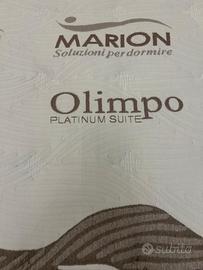 MARION
Soluzioni per dormire
Olimpo
PLATINUM SUITE
subito